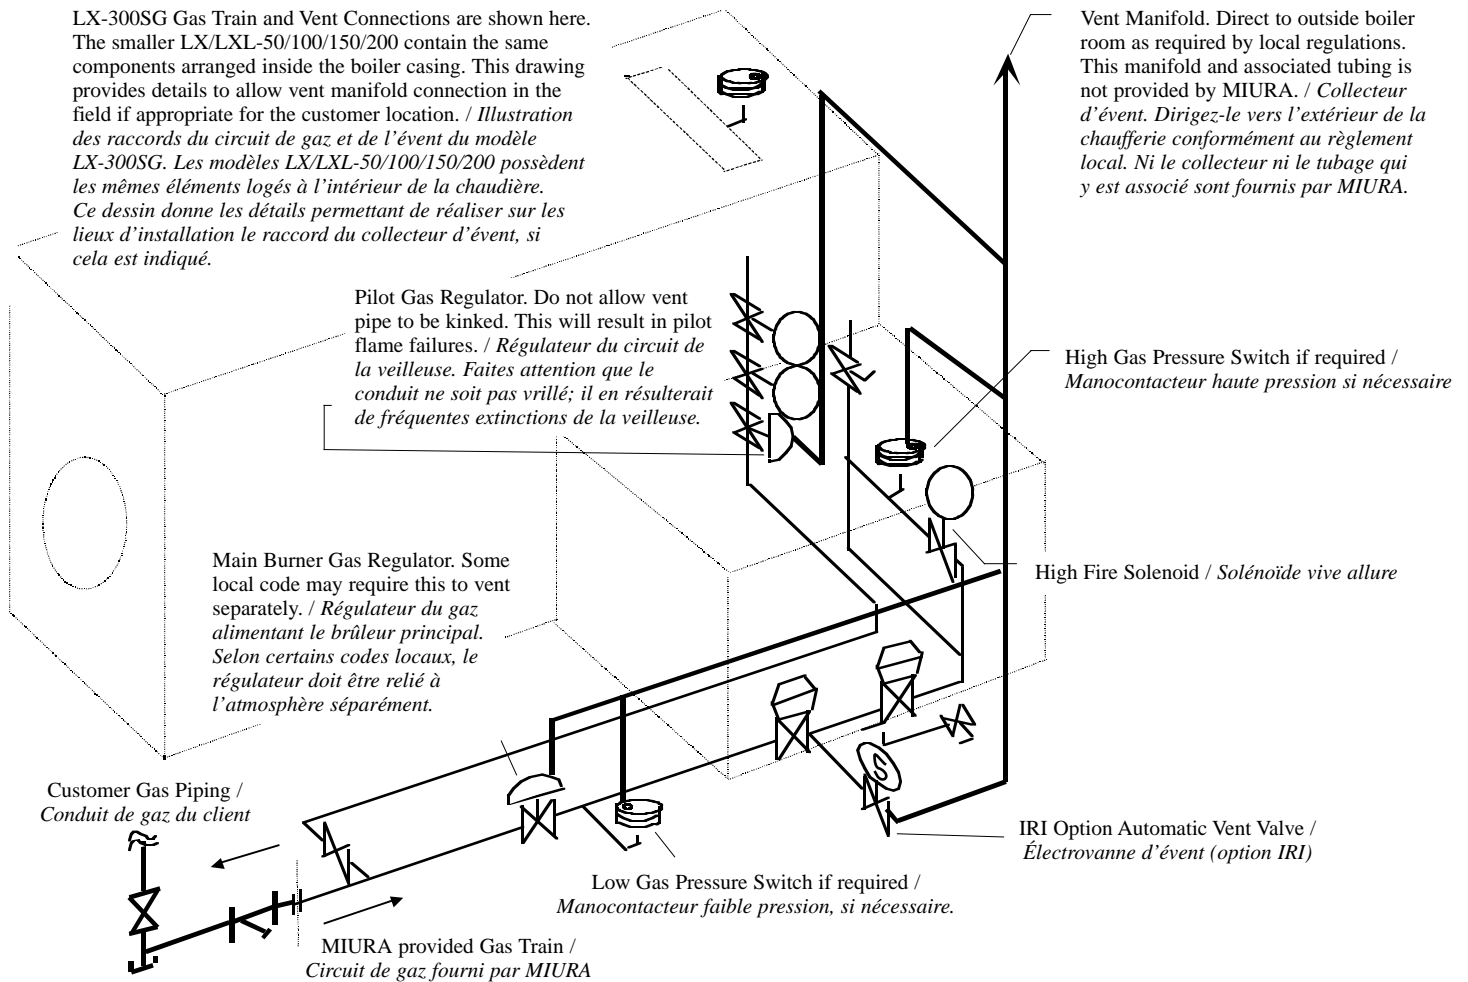 LX-300SG Gas Train and Vent Connections are shown here.
The smaller LX/LXL-50/100/150/200 contain the same
components arranged inside the boiler casing. This drawing
provides details to allow vent manifold connection in the
field if appropriate for the customer location. / Illustration
des raccords du circuit de gaz et de l’évent du modèle
LX-300SG. Les modèles LX/LXL-50/100/150/200 possèdent
les mêmes éléments logés à l’intérieur de la chaudière.
Ce dessin donne les détails permettant de réaliser sur les
lieux d’installation le raccord du collecteur d’évent, si
cela est indiqué.
Vent Manifold. Direct to outside boiler
room as required by local regulations.
This manifold and associated tubing is
not provided by MIURA. / Collecteur
d’évent. Dirigez-le vers l’extérieur de la
chaufferie conformément au règlement
local. Ni le collecteur ni le tubage qui
y est associé sont fournis par MIURA.
Pilot Gas Regulator. Do not allow vent
pipe to be kinked. This will result in pilot
flame failures. / Régulateur du circuit de
la veilleuse. Faites attention que le
conduit ne soit pas vrillé; il en résulterait
de fréquentes extinctions de la veilleuse.
High Gas Pressure Switch if required /
Manocontacteur haute pression si nécessaire
Main Burner Gas Regulator. Some
local code may require this to vent
separately. / Régulateur du gaz
alimentant le brûleur principal.
Selon certains codes locaux, le
régulateur doit être relié à
l’atmosphère séparément.
High Fire Solenoid / Solénoïde vive allure
S
Customer Gas Piping /
Conduit de gaz du client
IRI Option Automatic Vent Valve /
Électrovanne d’évent (option IRI)
Low Gas Pressure Switch if required /
Manocontacteur faible pression, si nécessaire.
MIURA provided Gas Train /
Circuit de gaz fourni par MIURA